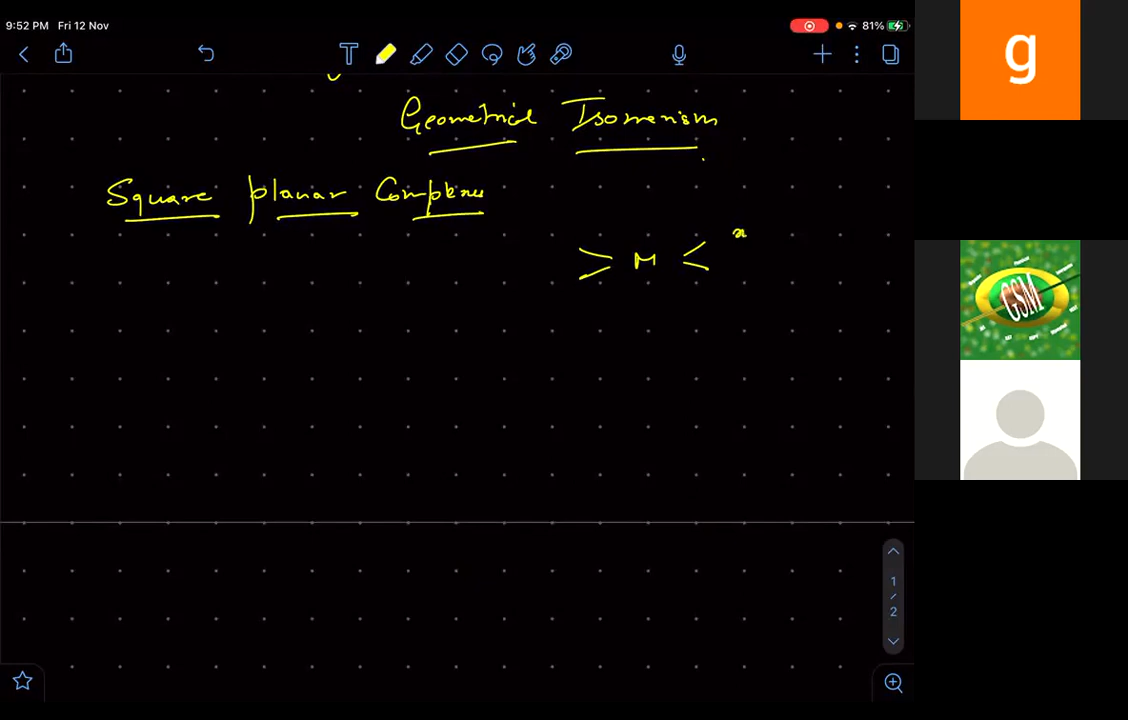 9:52 PM Fri 12 Nov
81%
g
Geometrical Isomerism
Square planar Complexes
M
x
GSM
1
/
2